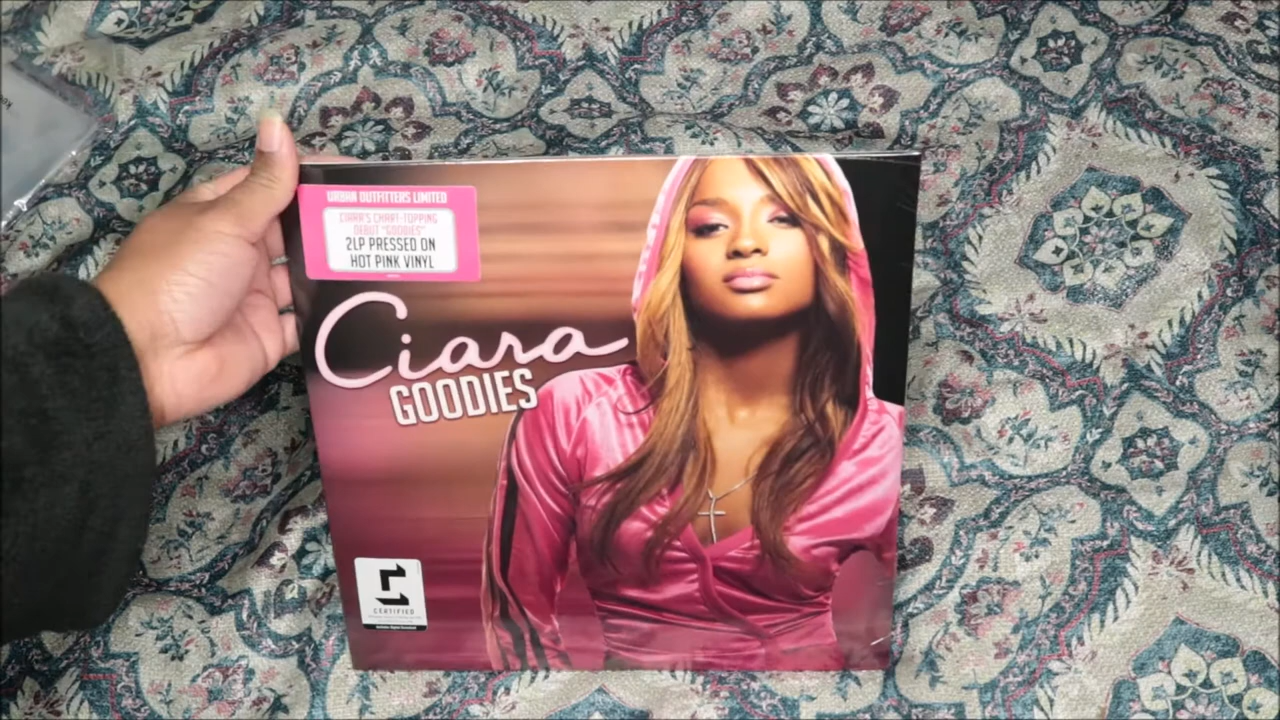 URBAN OUTFITTERS LIMITED
CIARA'S CHART-TOPPING
DEBUT "GOODIES"
2LP PRESSED ON
HOT PINK VINYL
Ciara
GOODIES
CERTIFIED